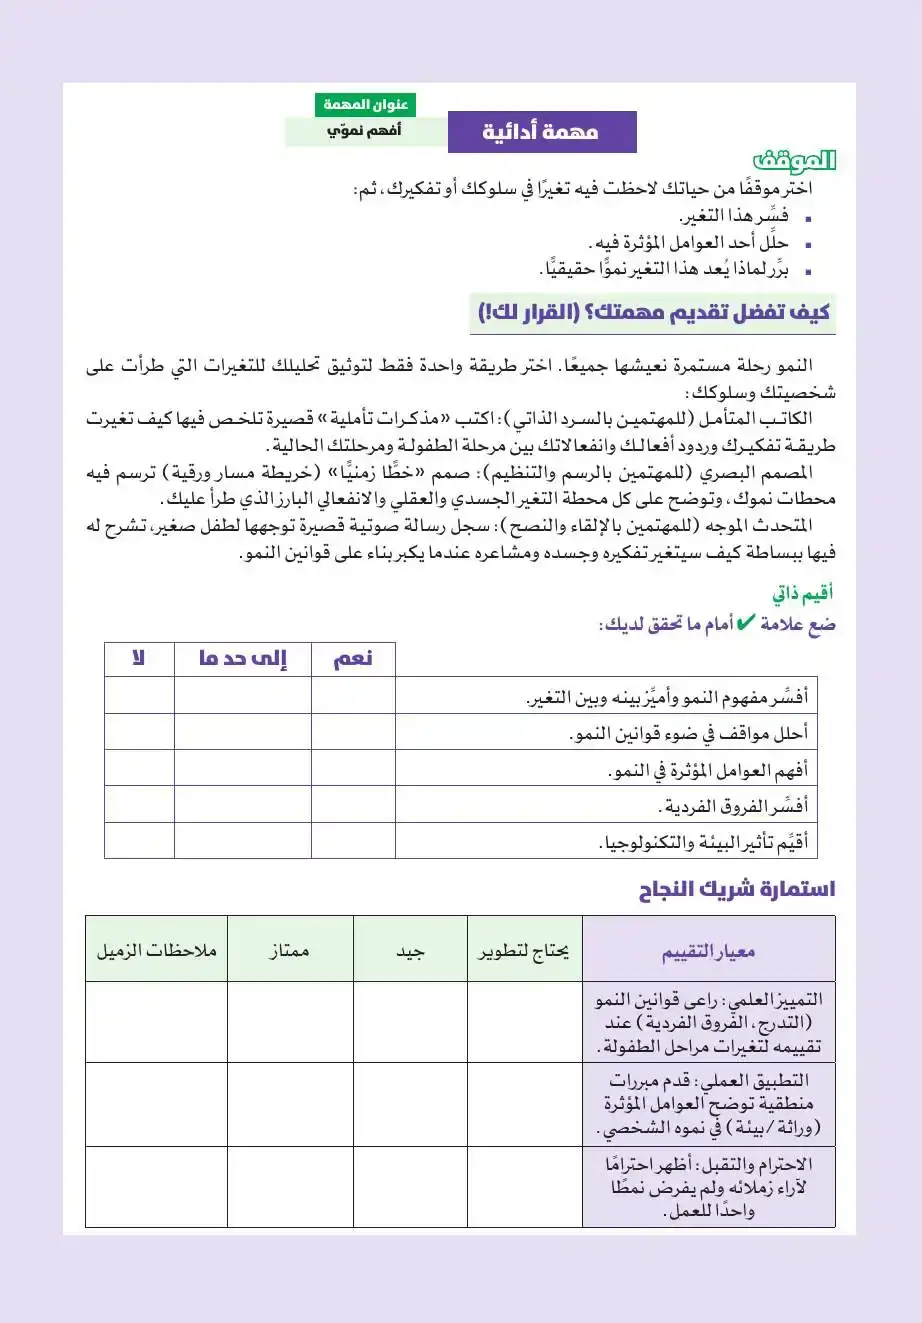 عنوان المهمة
مهمة أدائية
أفهم نموّي
الموقف
اختر موقفًا من حياتك لاحظت فيه تغيرًا في سلوكك أو تفكيرك، ثم:
▪ فسِّر هذا التغير.
▪ حلِّل أحد العوامل المؤثرة فيه.
▪ برِّر لماذا يُعد هذا التغير نموًّا حقيقيًّا.
كيف تفضل تقديم مهمتك؟ (القرار لك!)
النمو رحلة مستمرة نعيشها جميعًا. اختر طريقة واحدة فقط لتوثيق تحليلك للتغيرات التي طرأت على
شخصيتك وسلوكك:
الكاتب المتأمل (للمهتمين بالسرد الذاتي): اكتب «مذكرات تأملية» قصيرة تلخص فيها كيف تغيرت
طريقة تفكيرك وردود أفعالك وانفعالاتك بين مرحلة الطفولة ومرحلتك الحالية.
المصمم البصري (للمهتمين بالرسم والتنظيم): صمم «خطًّا زمنيًّا» (خريطة مسار ورقية) ترسم فيه
محطات نموك، وتوضح على كل محطة التغير الجسدي والعقلي والانفعالي البارز الذي طرأ عليك.
المتحدث الموجه (للمهتمين بالإلقاء والنصح): سجل رسالة صوتية قصيرة توجهها لطفل صغير، تشرح له
فيها ببساطة كيف سيتغير تفكيره وجسده ومشاعره عندما يكبر بناء على قوانين النمو.
أقيم ذاتي
ضع علامة ✓ أمام ما تحقق لديك:
نعم إلى حد ما لا
أفسِّر مفهوم النمو وأميِّز بينه وبين التغير.
أحلل مواقف في ضوء قوانين النمو.
أفهم العوامل المؤثرة في النمو.
أفسِّر الفروق الفردية.
أقيِّم تأثير البيئة والتكنولوجيا.
استمارة شريك النجاح
معيار التقييم يحتاج لتطوير جيد ممتاز ملاحظات الزميل
التمييز العلمي: راعى قوانين النمو
(التدرج، الفروق الفردية) عند
تقييمه لتغيرات مراحل الطفولة.
التطبيق العملي: قدم مبررات
منطقية توضح العوامل المؤثرة
(وراثة/بيئة) في نموه الشخصي.
الاحترام والتقبل: أظهر احترامًا
لآراء زملائه ولم يفرض نمطًا
واحدًا للعمل.